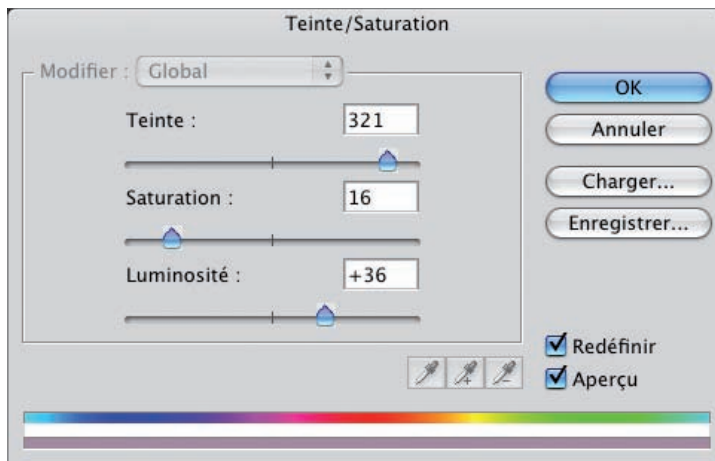 Teinte/Saturation
Modifier : Global
Teinte : 321
Saturation : 16
Luminosité : +36
OK
Annuler
Charger...
Enregistrer...
Redéfinir
Aperçu